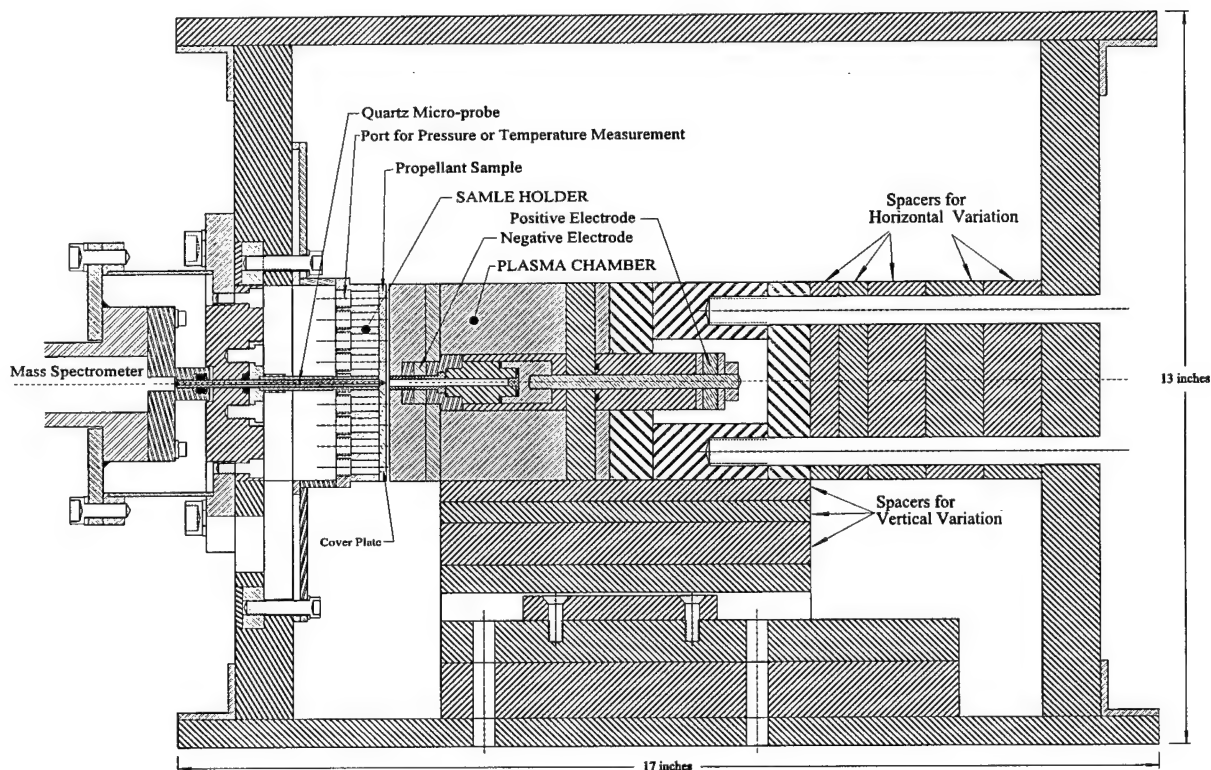 Quartz Micro-probe
Port for Pressure or Temperature Measurement
Propellant Sample
SAMLE HOLDER
Positive Electrode
Negative Electrode
PLASMA CHAMBER
Spacers for
Horizontal Variation
Mass Spectrometer
13 inches
Spacers for
Vertical Variation
Cover Plate
17 inches